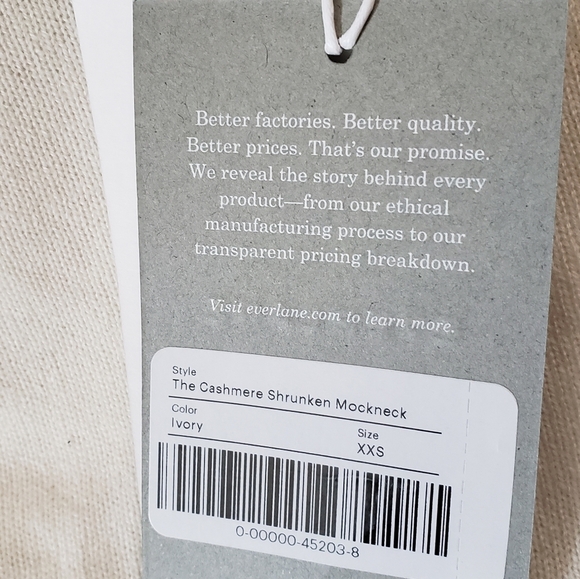 Better factories. Better quality.
Better prices. That's our promise.
We reveal the story behind every
product—from our ethical
manufacturing process to our
transparent pricing breakdown.
Visit everlane.com to learn more.
Style
The Cashmere Shrunken Mockneck
Color
Ivory
Size
XXS
0-00000-45203-8